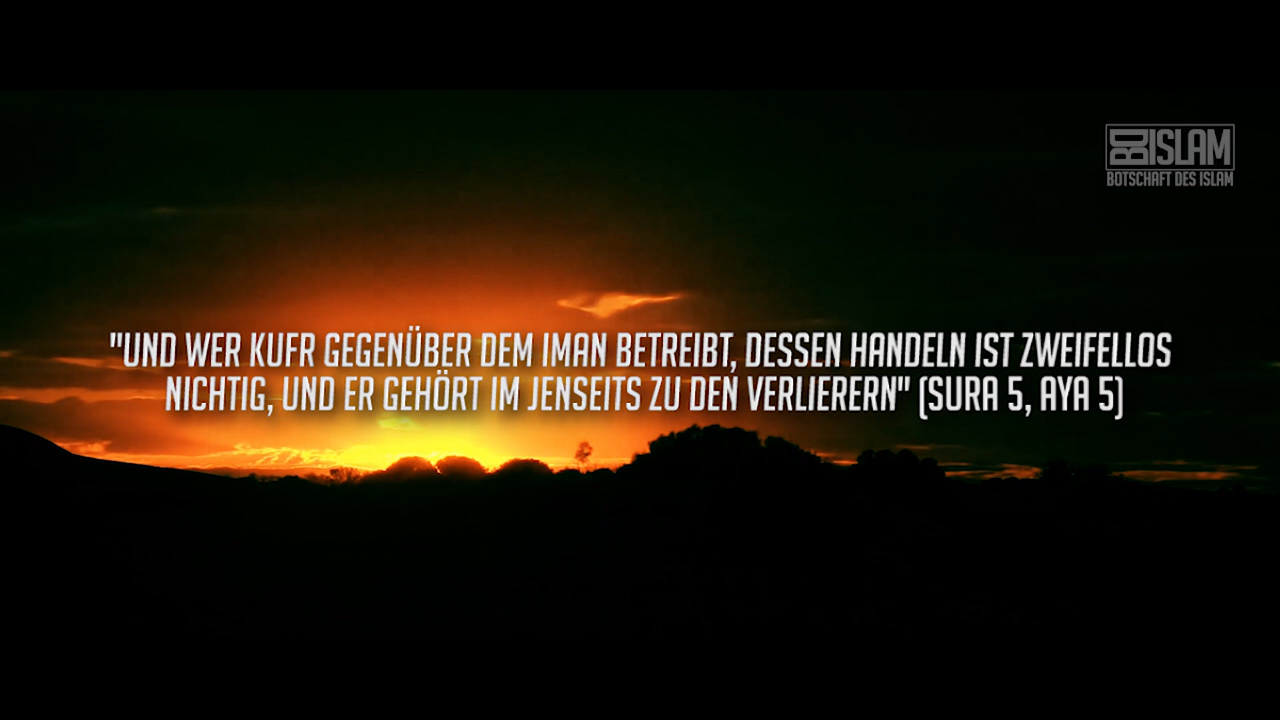 BDISLAM
BOTSCHAFT DES ISLAM
"UND WER KUFR GEGENÜBER DEM IMAN BETREIBT, DESSEN HANDELN IST ZWEIFELLOS
NICHTIG, UND ER GEHÖRT IM JENSEITS ZU DEN VERLIERERN" (SURA 5, AYA 5)